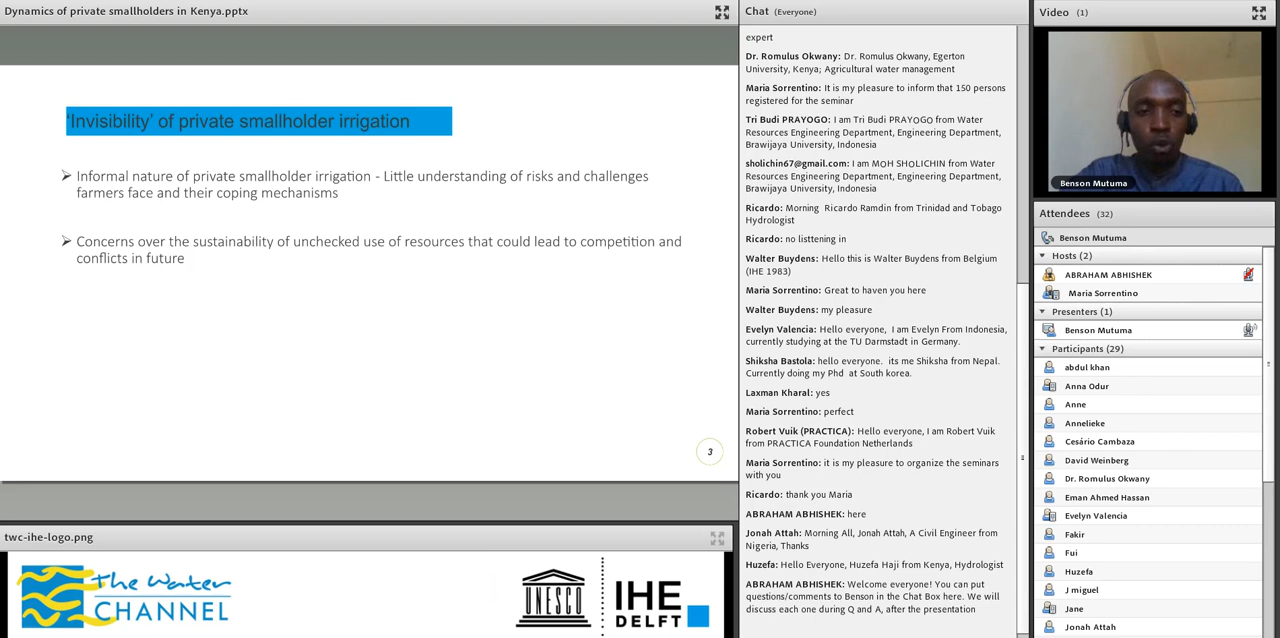 Dynamics of private smallholders in Kenya.pptx
'Invisibility' of private smallholder irrigation
Informal nature of private smallholder irrigation - Little understanding of risks and challenges
farmers face and their coping mechanisms
Concerns over the sustainability of unchecked use of resources that could lead to competition and
conflicts in future
3
twc-ihe-logo.png
The Water
CHANNEL
UNESCO
IHE
DELFT
Chat (Everyone)
expert
Dr. Romulus Okwany: Dr. Romulus Okwany, Egerton
University, Kenya; Agricultural water management
Maria Sorrentino: It is my pleasure to inform that 150 persons
registered for the seminar
Tri Budi PRAYOGO: I am Tri Budi PRAYOGO from Water
Resources Engineering Department, Engineering Department,
Brawijaya University, Indonesia
sholichin67@gmail.com: I am MOH SHOLICHIN from Water
Resources Engineering Department, Engineering Department,
Brawijaya University, Indonesia
Ricardo: Morning Ricardo Ramdin from Trinidad and Tobago
Hydrologist
Ricardo: no listtening in
Walter Buydens: Hello this is Walter Buydens from Belgium
(IHE 1983)
Maria Sorrentino: Great to haven you here
Walter Buydens: my pleasure
Evelyn Valencia: Hello everyone, I am Evelyn From Indonesia,
currently studying at the TU Darmstadt in Germany.
Shiksha Bastola: hello everyone. its me Shiksha from Nepal.
Currently doing my Phd at South korea.
Laxman Kharal: yes
Maria Sorrentino: perfect
Robert Vuik (PRACTICA): Hello everyone, I am Robert Vuik
from PRACTICA Foundation Netherlands
Maria Sorrentino: it is my pleasure to organize the seminars
with you
Ricardo: thank you Maria
ABRAHAM ABHISHEK: here
Jonah Attah: Morning All, Jonah Attah, A Civil Engineer from
Nigeria, Thanks
Huzefa: Hello Everyone, Huzefa Haji from Kenya, Hydrologist
ABRAHAM ABHISHEK: Welcome everyone! You can put
questions/comments to Benson in the Chat Box here. We will
discuss each one during Q and A, after the presentation
Video (1)
Benson Mutuma
Attendees (32)
Benson Mutuma
Hosts (2)
ABRAHAM ABHISHEK
Maria Sorrentino
Presenters (1)
Benson Mutuma
Participants (29)
abdul khan
Anna Odur
Anne
Annelieke
Cesário Cambaza
David Weinberg
Dr. Romulus Okwany
Eman Ahmed Hassan
Evelyn Valencia
Fakir
Fui
Huzefa
J miguel
Jane
Jonah Attah